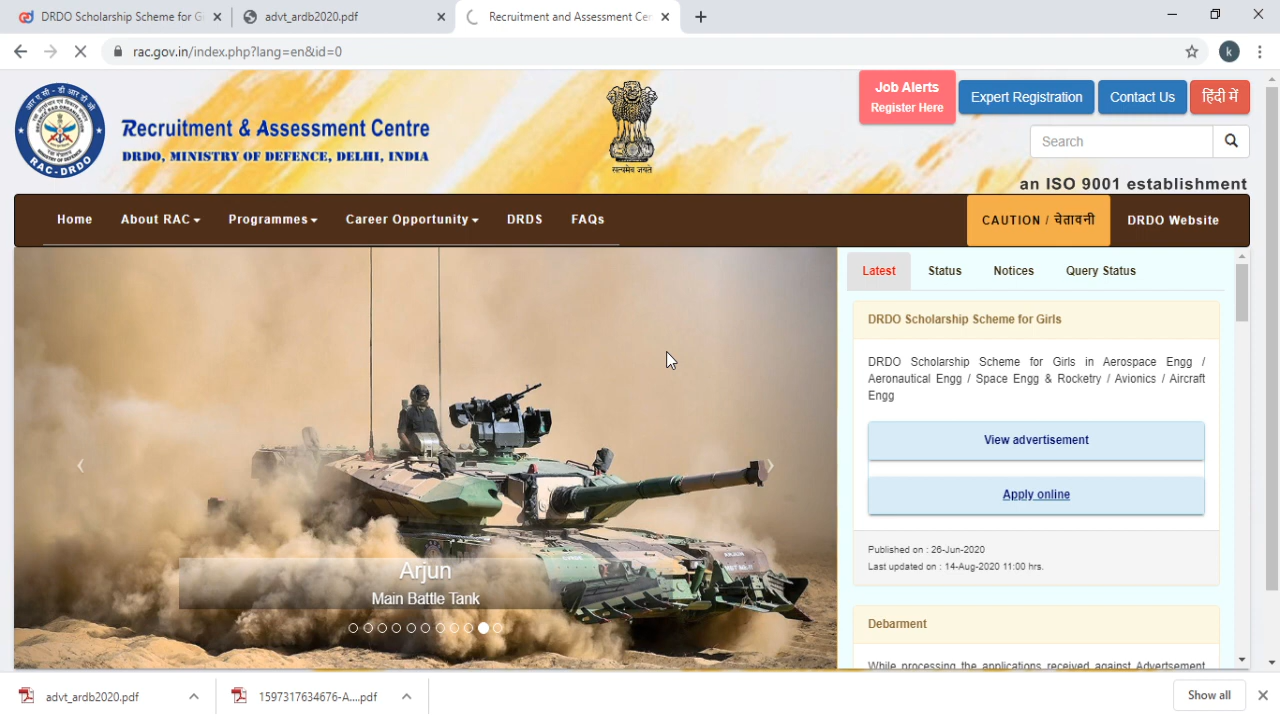 DRDO Scholarship Scheme for G
advt_ardb2020.pdf
Recruitment and Assessment Ce
rac.gov.in/index.php?lang=en&id=0
k
आर.ए.सी - डी आर डी ओ
RAC-DRDO
Recruitment & Assessment Centre
DRDO, MINISTRY OF DEFENCE, DELHI, INDIA
सत्यमेव जयते
Job Alerts
Register Here
Expert Registration
Contact Us
हिंदी में
Search
an ISO 9001 establishment
Home
About RAC
Programmes
Career Opportunity
DRDS
FAQs
CAUTION / चेतावनी
DRDO Website
Latest
Status
Notices
Query Status
DRDO Scholarship Scheme for Girls
DRDO Scholarship Scheme for Girls in Aerospace Engg /
Aeronautical Engg / Space Engg & Rocketry / Avionics / Aircraft
Engg
View advertisement
Apply online
Published on : 26-Jun-2020
Last updated on : 14-Aug-2020 11:00 hrs.
Debarment
While processing the applications received against Advertsement
Arjun
Main Battle Tank
advt_ardb2020.pdf
1597317634676-A....pdf
Show all